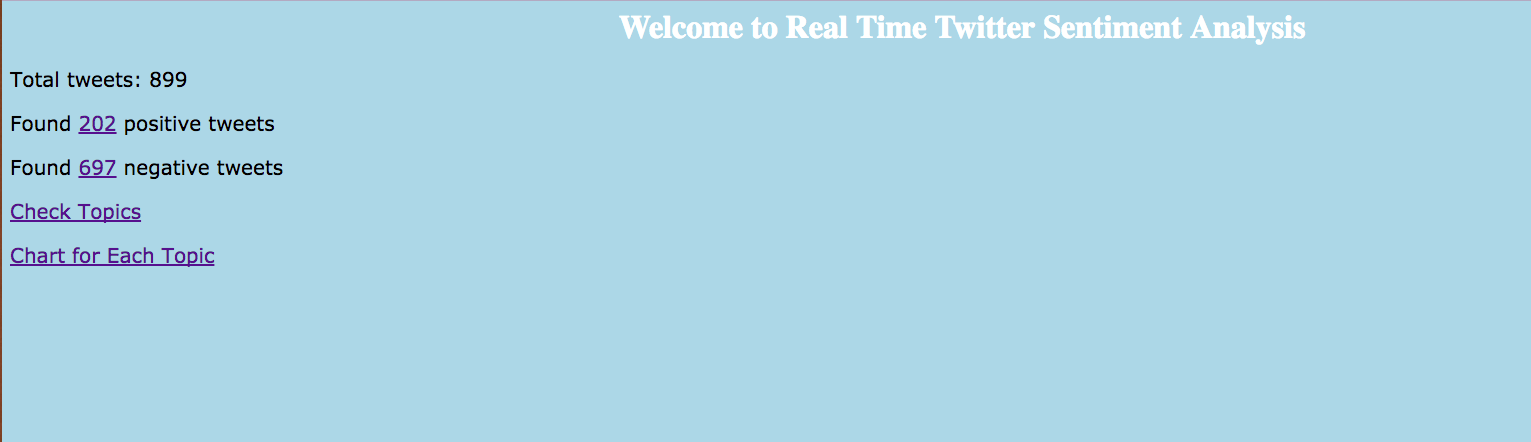 Welcome to Real Time Twitter Sentiment Analysis
Total tweets: 899
Found 202 positive tweets
Found 697 negative tweets
Check Topics
Chart for Each Topic